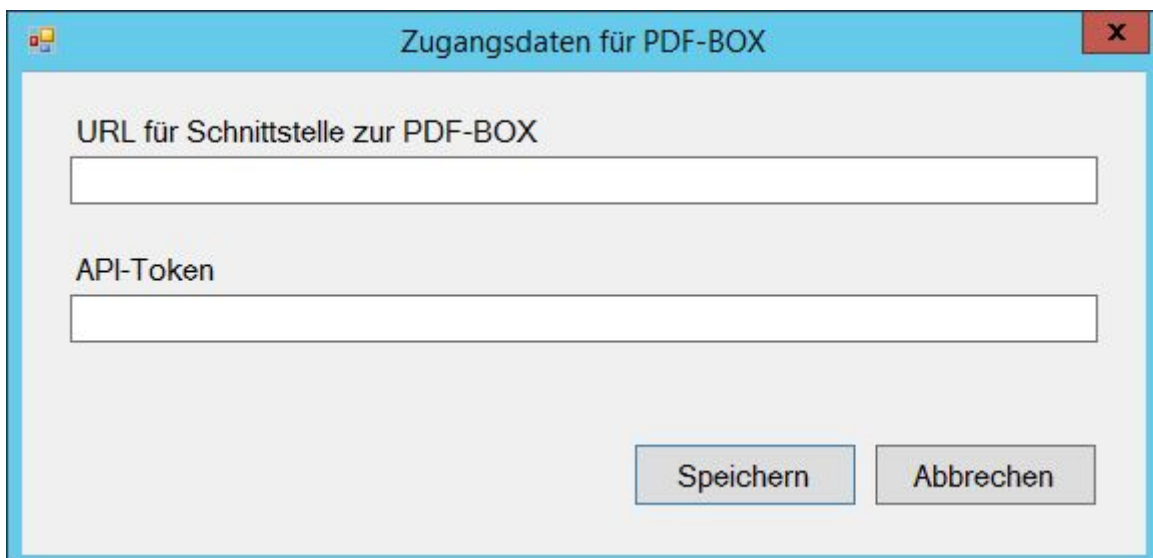 Zugangsdaten für PDF-BOX
x
URL für Schnittstelle zur PDF-BOX
API-Token
Speichern Abbrechen